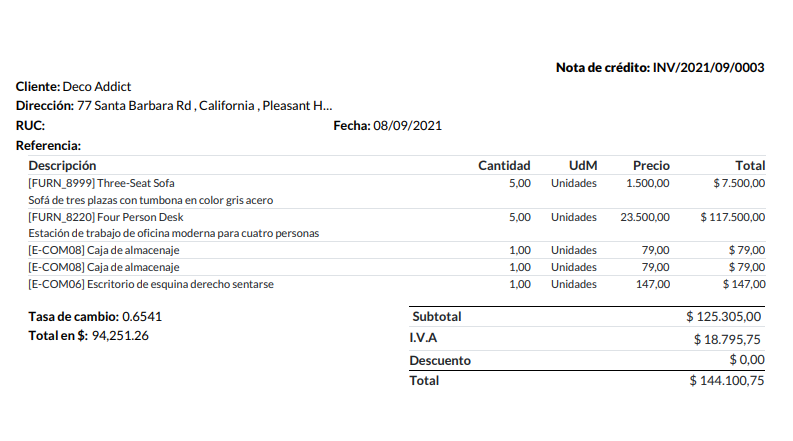 Nota de crédito: INV/2021/09/0003
Cliente: Deco Addict
Dirección: 77 Santa Barbara Rd , California , Pleasant H...
RUC: Fecha: 08/09/2021
Referencia:
Descripción Cantidad UdM Precio Total
[FURN_8999] Three-Seat Sofa 5,00 Unidades 1.500,00 $ 7.500,00
Sofá de tres plazas con tumbona en color gris acero
[FURN_8220] Four Person Desk 5,00 Unidades 23.500,00 $ 117.500,00
Estación de trabajo de oficina moderna para cuatro personas
[E-COM08] Caja de almacenaje 1,00 Unidades 79,00 $ 79,00
[E-COM08] Caja de almacenaje 1,00 Unidades 79,00 $ 79,00
[E-COM06] Escritorio de esquina derecho sentarse 1,00 Unidades 147,00 $ 147,00
Tasa de cambio: 0.6541 Subtotal $ 125.305,00
Total en $: 94,251.26 I.V.A $ 18.795,75
Descuento $ 0,00
Total $ 144.100,75